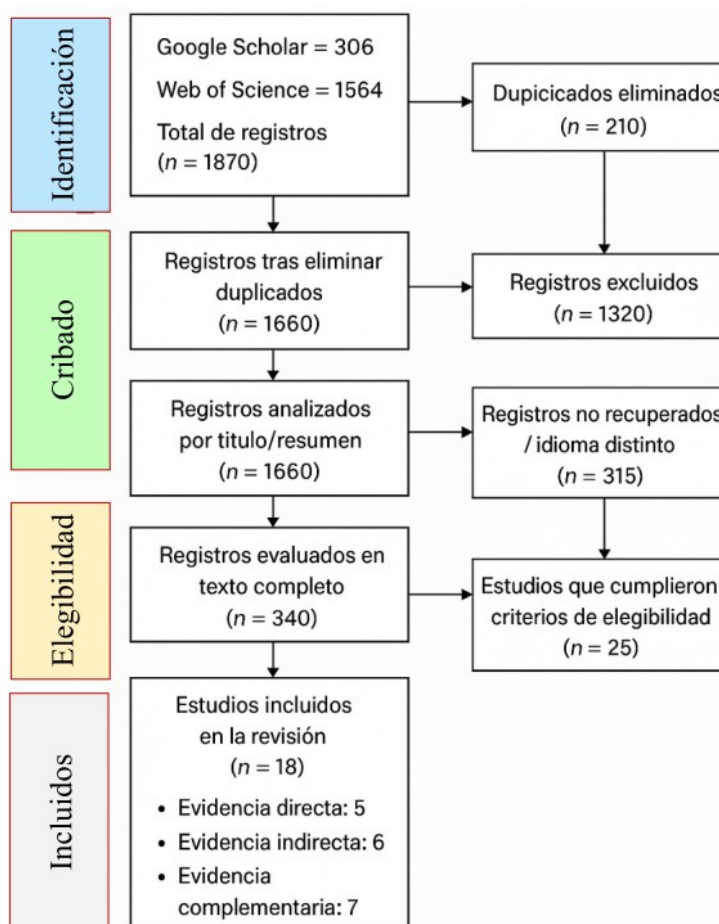 Identificación
Google Scholar = 306
Web of Science = 1564
Total de registros
(n = 1870)
Dupicicados eliminados
(n = 210)
Cribado
Registros tras eliminar
duplicados
(n = 1660)
Registros excluidos
(n = 1320)
Registros analizados
por titulo/resumen
(n = 1660)
Registros no recuperados
/ idioma distinto
(n = 315)
Elegibilidad
Registros evaluados en
texto completo
(n = 340)
Estudios que cumplieron
criterios de elegibilidad
(n = 25)
Incluidos
Estudios incluidos
en la revisión
(n = 18)
• Evidencia directa: 5
• Evidencia indirecta: 6
• Evidencia
complementaria: 7